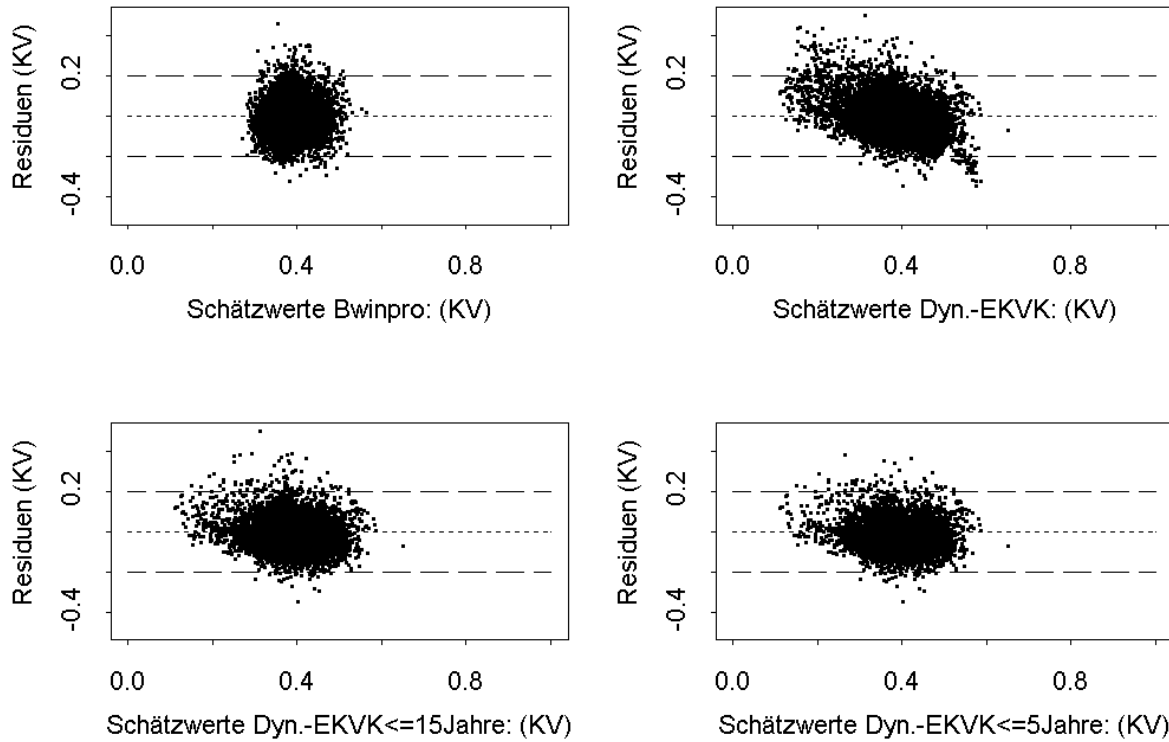 Residuen (KV)
0.2
-0.4
0.0 0.4 0.8
Schätzwerte Bwinpro: (KV)
Residuen (KV)
0.2
-0.4
0.0 0.4 0.8
Schätzwerte Dyn.-EKVK: (KV)
Residuen (KV)
0.2
-0.4
0.0 0.4 0.8
Schätzwerte Dyn.-EKVK<=15Jahre: (KV)
Residuen (KV)
0.2
-0.4
0.0 0.4 0.8
Schätzwerte Dyn.-EKVK<=5Jahre: (KV)